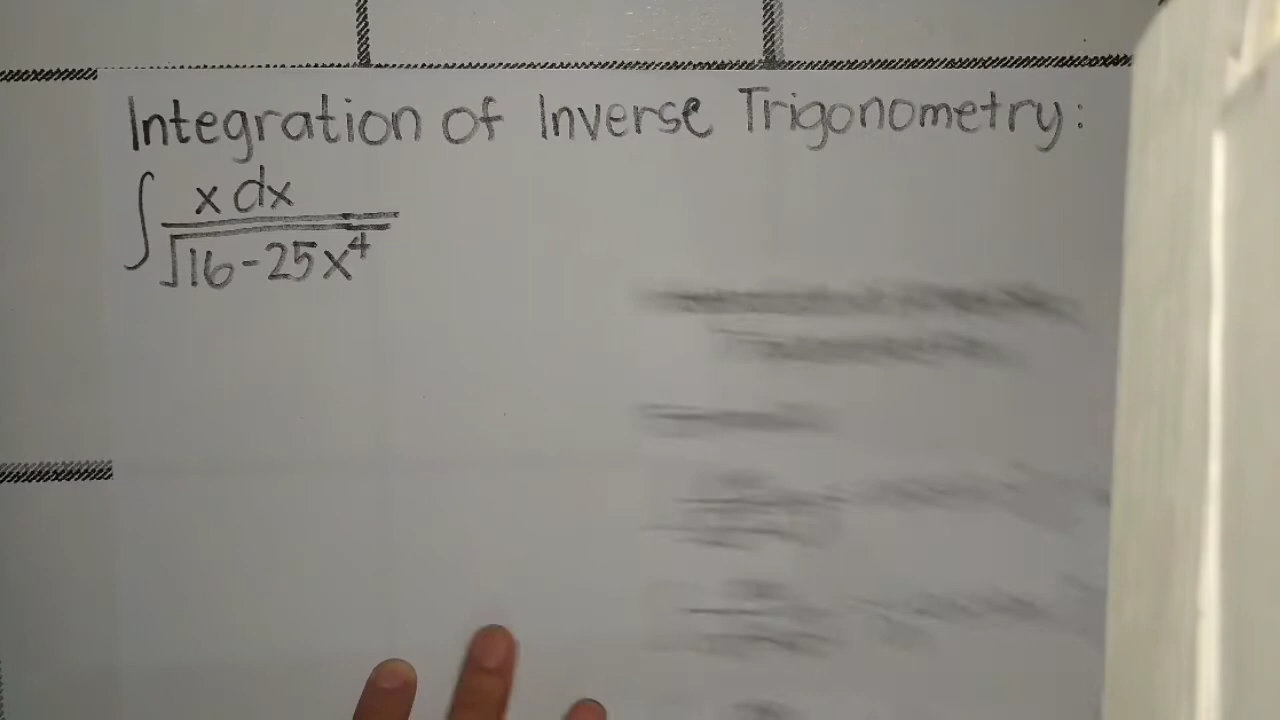 Integration of Inverse Trigonometry:
∫ x dx / √16-25x⁴